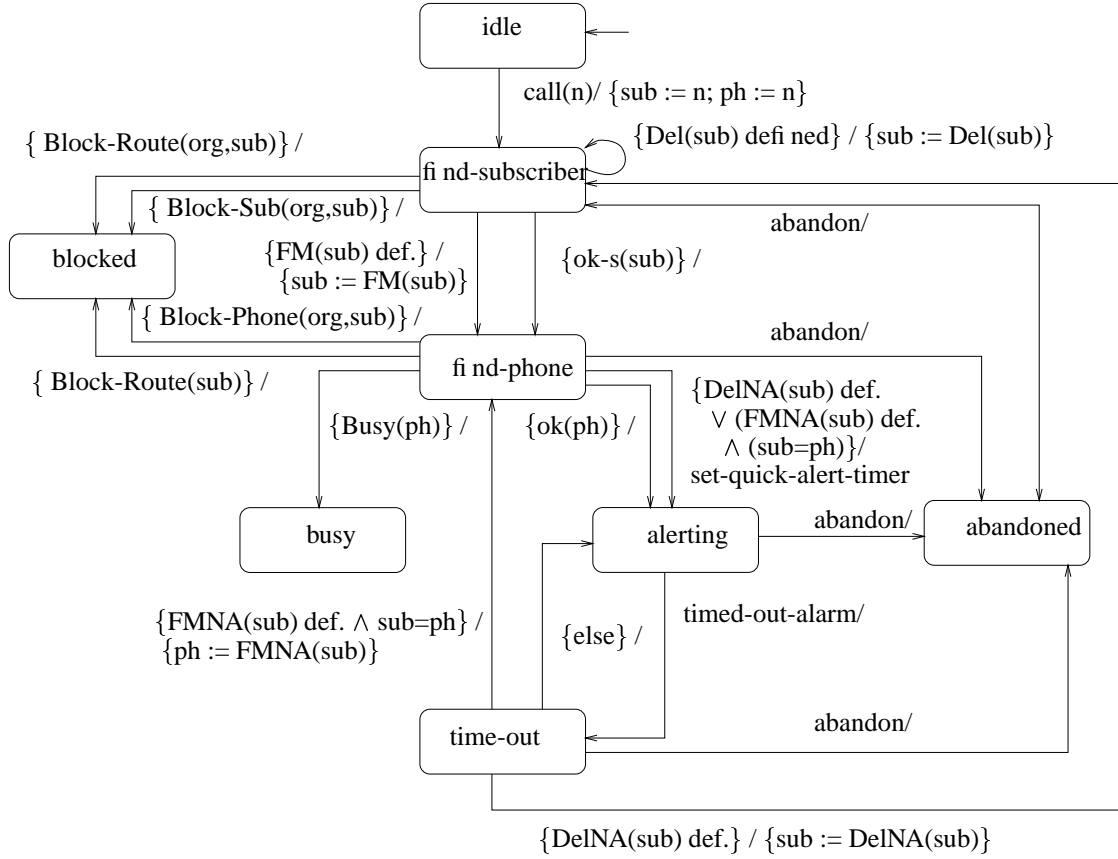 idle
call(n)/ {sub := n; ph := n}
{ Block-Route(org,sub)} /
{Del(sub) defi ned} / {sub := Del(sub)}
fi nd-subscriber
{ Block-Sub(org,sub)} /
abandon/
blocked
{FM(sub) def.} /
{sub := FM(sub)}
{ok-s(sub)} /
{ Block-Phone(org,sub)} /
abandon/
{ Block-Route(sub)} /
fi nd-phone
{Busy(ph)} /
{ok(ph)} /
{DelNA(sub) def.
∨ (FMNA(sub) def.
∧ (sub=ph)}/
set-quick-alert-timer
busy
alerting
abandon/
abandoned
{FMNA(sub) def. ∧ sub=ph} /
{ph := FMNA(sub)}
{else} /
timed-out-alarm/
time-out
abandon/
{DelNA(sub) def.} / {sub := DelNA(sub)}